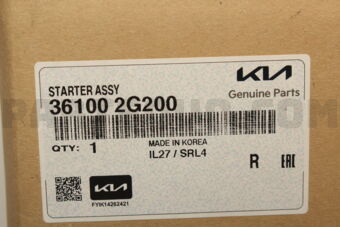 STARTER ASSY
KIA
Genuine Parts
36100 2G200
QTY: 1
MADE IN KOREA
IL27 / SRL4
R
EAC
KIA
FYIK14262421